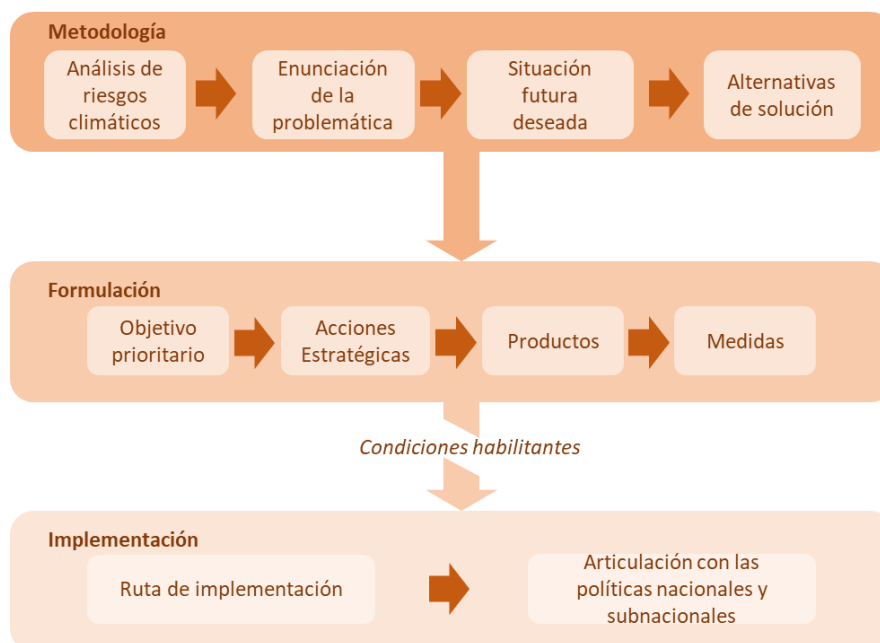 Metodología
Análisis de
riesgos
climáticos
Enunciación
de la
problemática
Situación
futura
deseada
Alternativas
de solución
Formulación
Objetivo
prioritario
Acciones
Estratégicas
Productos
Medidas
Condiciones habilitantes
Implementación
Ruta de implementación
Articulación con las
políticas nacionales y
subnacionales